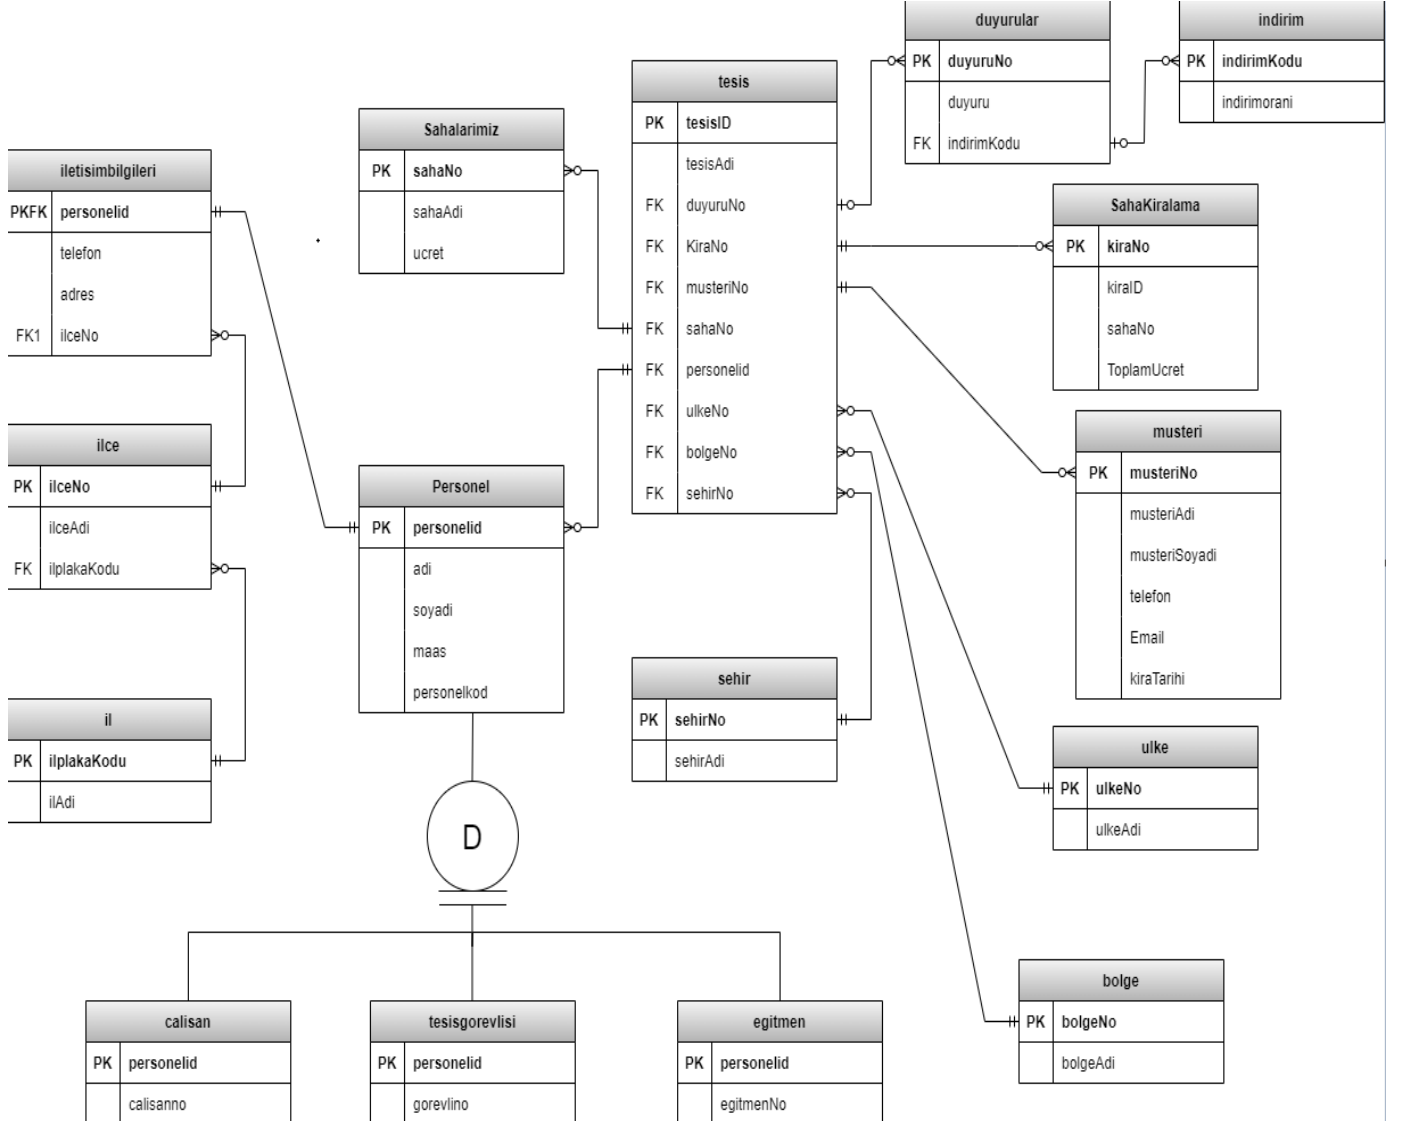 duyurular
PK duyuruNo
duyuru
FK indirimKodu
indirim
PK indirimKodu
indirimorani
tesis
PK tesisID
tesisAdi
FK duyuruNo
FK KiraNo
FK musteriNo
FK sahaNo
FK personelid
FK ulkeNo
FK bolgeNo
FK sehirNo
Sahalarimiz
PK sahaNo
sahaAdi
ucret
iletisimbilgileri
PKFK personelid
telefon
adres
FK1 ilceNo
SahaKiralama
PK kiraNo
kiraID
sahaNo
ToplamUcret
ilce
PK ilceNo
ilceAdi
FK ilplakaKodu
Personel
PK personelid
adi
soyadi
maas
personelkod
musteri
PK musteriNo
musteriAdi
musteriSoyadi
telefon
Email
kiraTarihi
il
PK ilplakaKodu
ilAdi
sehir
PK sehirNo
sehirAdi
ulke
PK ulkeNo
ulkeAdi
D
bolge
PK bolgeNo
bolgeAdi
calisan
PK personelid
calisanno
tesisgorevlisi
PK personelid
gorevlino
egitmen
PK personelid
egitmenNo